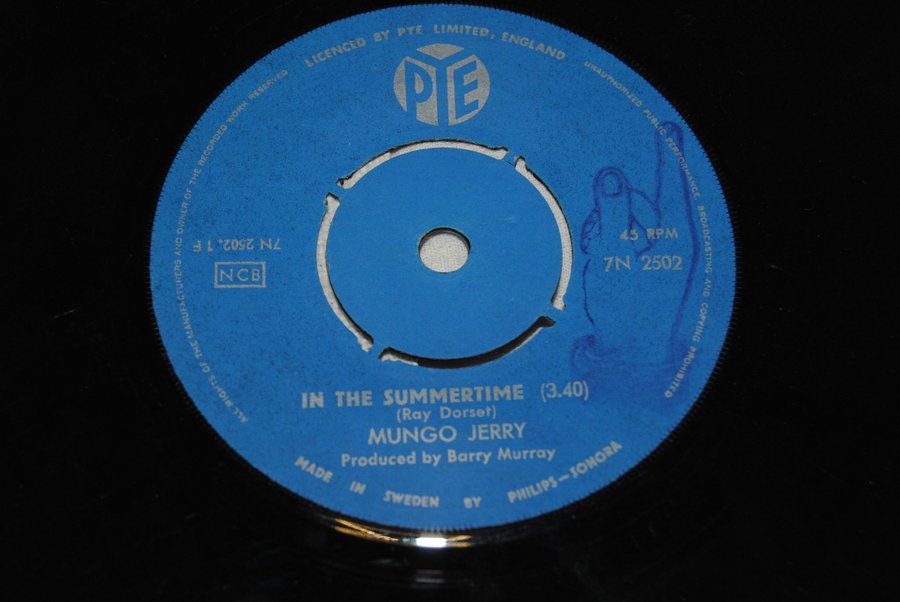 LICENCED BY PYE LIMITED, ENGLAND
UNAUTHORIZED PUBLIC PERFORMANCE, BROADCASTING AND COPYING PROHIBITED
ALL RIGHTS OF THE MANUFACTURERS AND OWNER OF THE RECORDED WORK RESERVED
PYE
7N 2502. 1 F
NCB
45 RPM
7N 2502
IN THE SUMMERTIME (3.40)
(Ray Dorset)
MUNGO JERRY
Produced by Barry Murray
MADE IN SWEDEN BY PHILIPS-SONORA